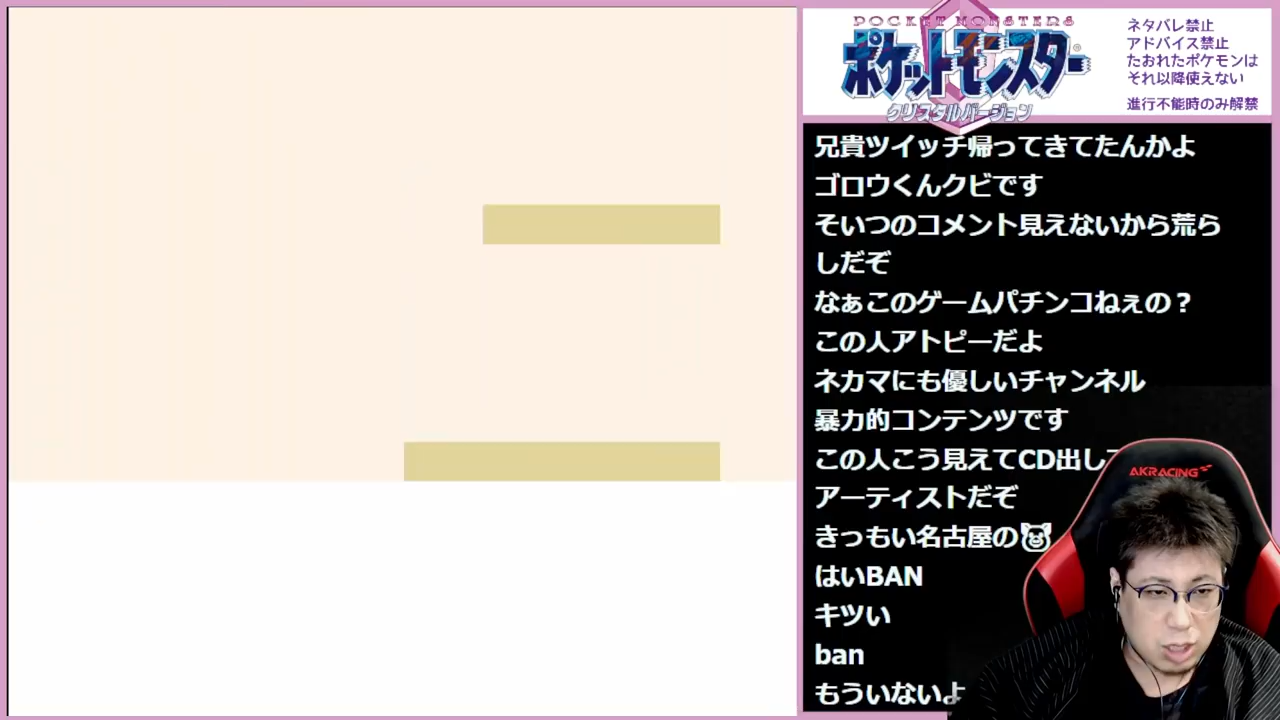 POCKET MONSTERS
ポケットモンスター
クリスタルバージョン
ネタバレ禁止
アドバイス禁止
たおれたポケモンは
それ以降使えない
進行不能時のみ解禁
兄貴ツイッチ帰ってきてたんかよ
ゴロウくんクビです
そいつのコメント見えないから荒ら
しだぞ
なぁこのゲームパチンコねぇの？
この人アトピーだよ
ネカマにも優しいチャンネル
暴力的コンテンツです
この人こう見えてCD出し
アーティストだぞ
きっもい名古屋の🐷
はいBAN
キツい
ban
もういないよ
AKRACING